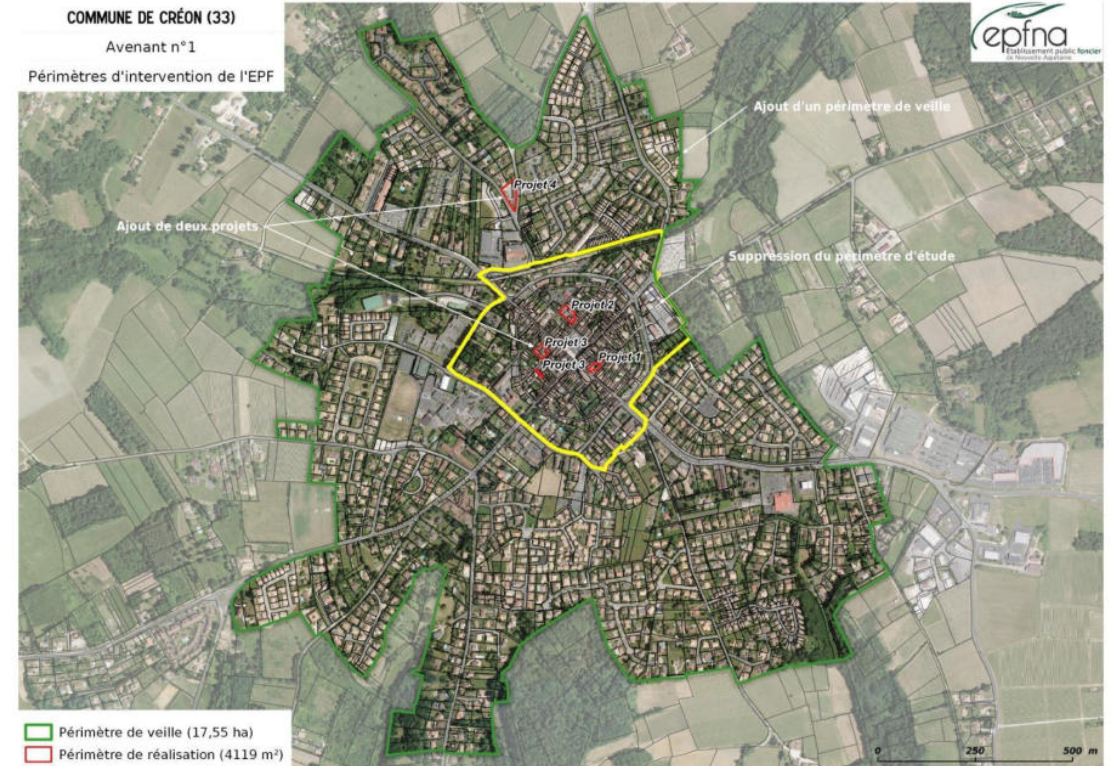 COMMUNE DE CRÉON (33)
Avenant n°1
Périmètres d'intervention de l'EPF
epfna
Établissement public foncier
de Nouvelle-Aquitaine
Ajout d'un périmètre de veille
Projet 4
Ajout de deux projets
Suppression du périmètre d'étude
Projet 2
Projet 3
Projet 1
Projet 3
Périmètre de veille (17,55 ha)
Périmètre de réalisation (4119 m²)
0 250 500 m